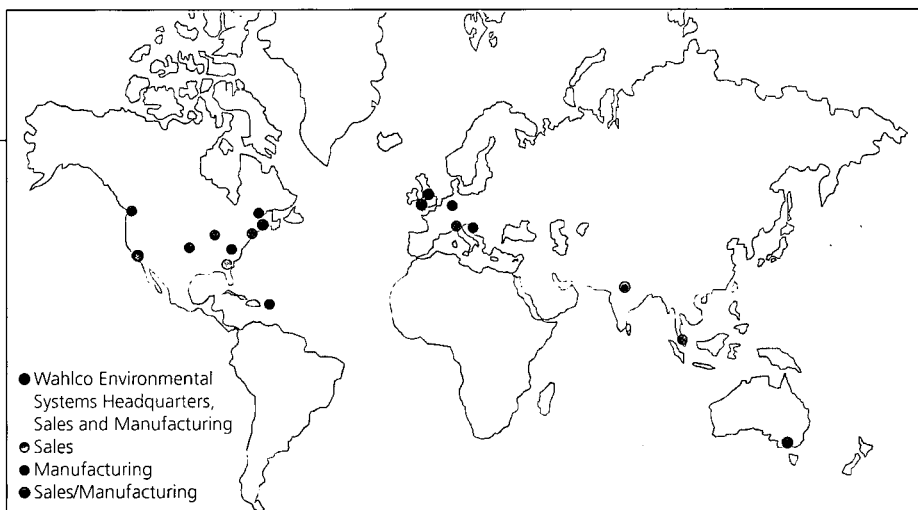 Wahlco Environmental
Systems Headquarters,
Sales and Manufacturing
Sales
Manufacturing
Sales/Manufacturing